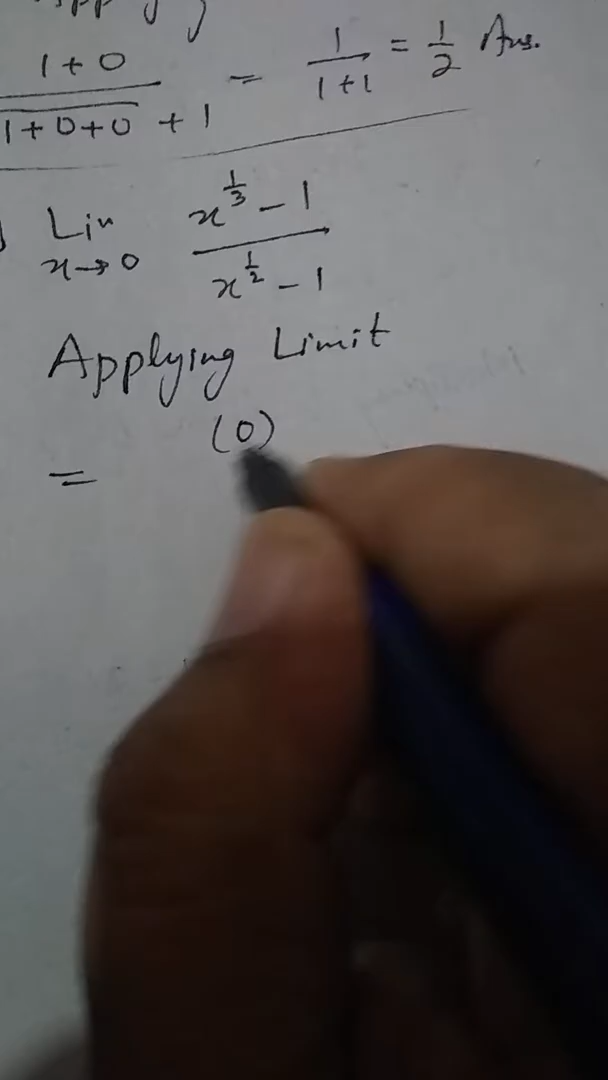 1+0 / √1+0+0 + 1 = 1 / 1+1 = 1/2 Ans.
Lim x→0 x^1/3 - 1 / x^1/2 - 1
Applying Limit
= (0)